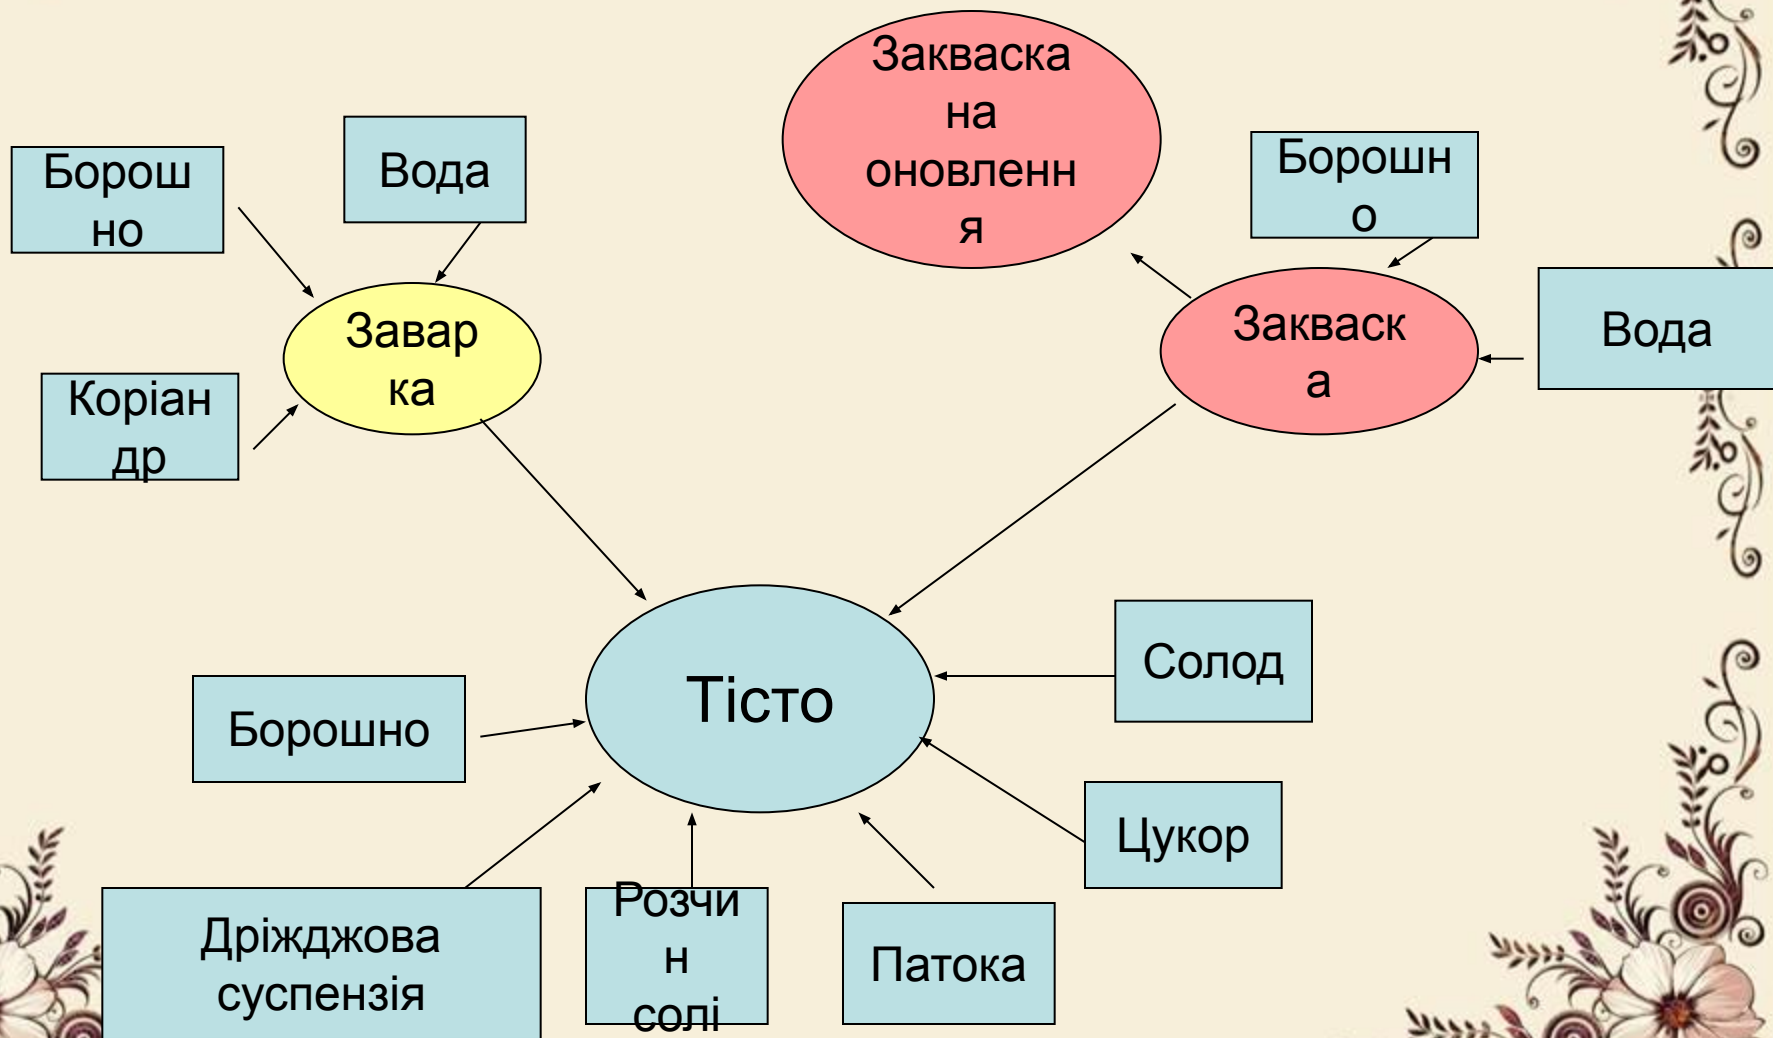 Закваска
на
оновленн
я
Борош
но
Вода
Борошн
о
Завар
ка
Закваск
а
Вода
Коріан
др
Тісто
Солод
Борошно
Цукор
Дріжджова
суспензія
Розчи
н
солі
Патока